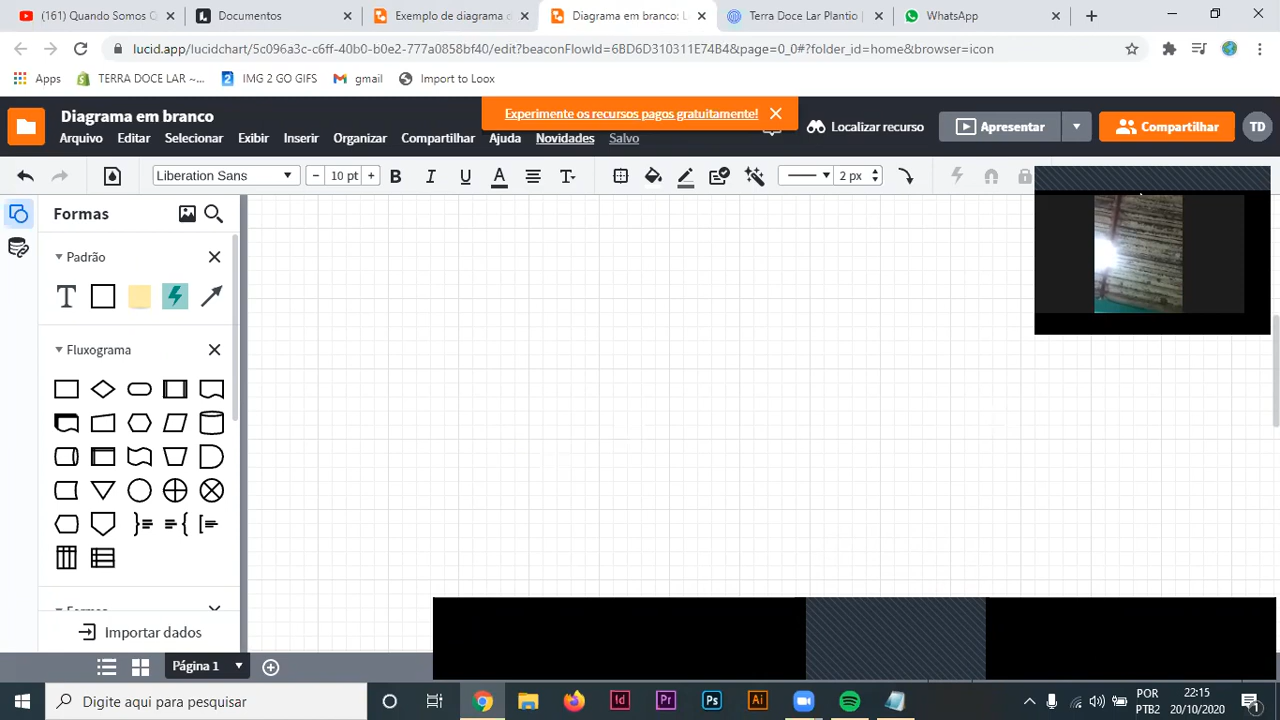 (161) Quando Somos C
Documentos
Exemplo de diagrama d
Diagrama em branco: L
Terra Doce Lar Plantio
WhatsApp
lucid.app/lucidchart/5c096a3c-c6ff-40b0-b0e2-777a0858bf40/edit?beaconFlowId=6BD6D310311E74B4&page=0_0#?folder_id=home&browser=icon
Apps
TERRA DOCE LAR ~...
IMG 2 GO GIFS
gmail
Import to Loox
Diagrama em branco
Experimente os recursos pagos gratuitamente!
Arquivo
Editar
Selecionar
Exibir
Inserir
Organizar
Compartilhar
Ajuda
Novidades
Salvo
Localizar recurso
Apresentar
Compartilhar
TD
Liberation Sans
10 pt
2 px
Formas
Padrão
Fluxograma
Importar dados
Página 1
Digite aqui para pesquisar
POR
PTB2
22:15
20/10/2020